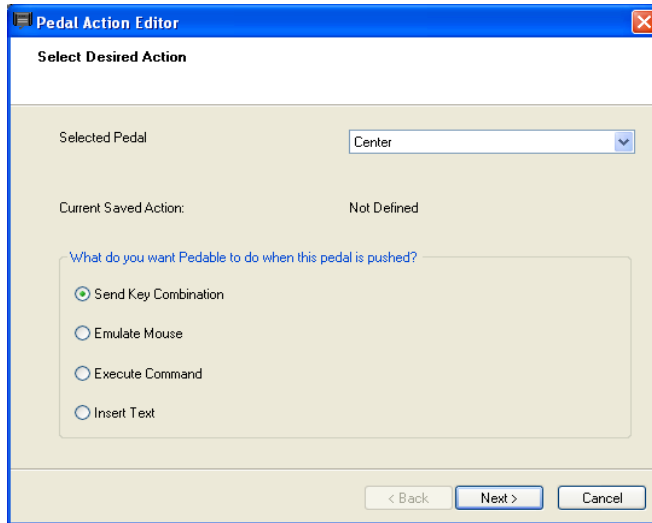 Pedal Action Editor
Select Desired Action
Selected Pedal
Center
Current Saved Action:
Not Defined
What do you want Pedable to do when this pedal is pushed?
Send Key Combination
Emulate Mouse
Execute Command
Insert Text
< Back
Next >
Cancel